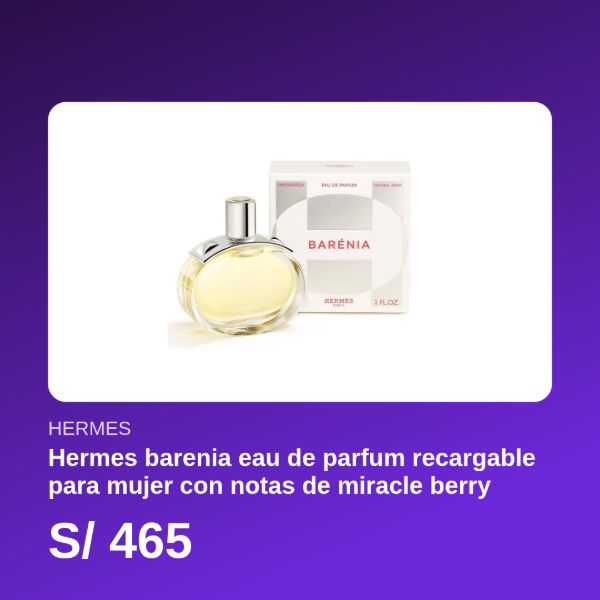 VAPORISATEUR EAU DE PARFUM NATURAL SPRAY
BARÉNIA
HERMÈS
PARIS
2 FL.OZ.
HERMES
Hermes barenia eau de parfum recargable
para mujer con notas de miracle berry
S/ 465